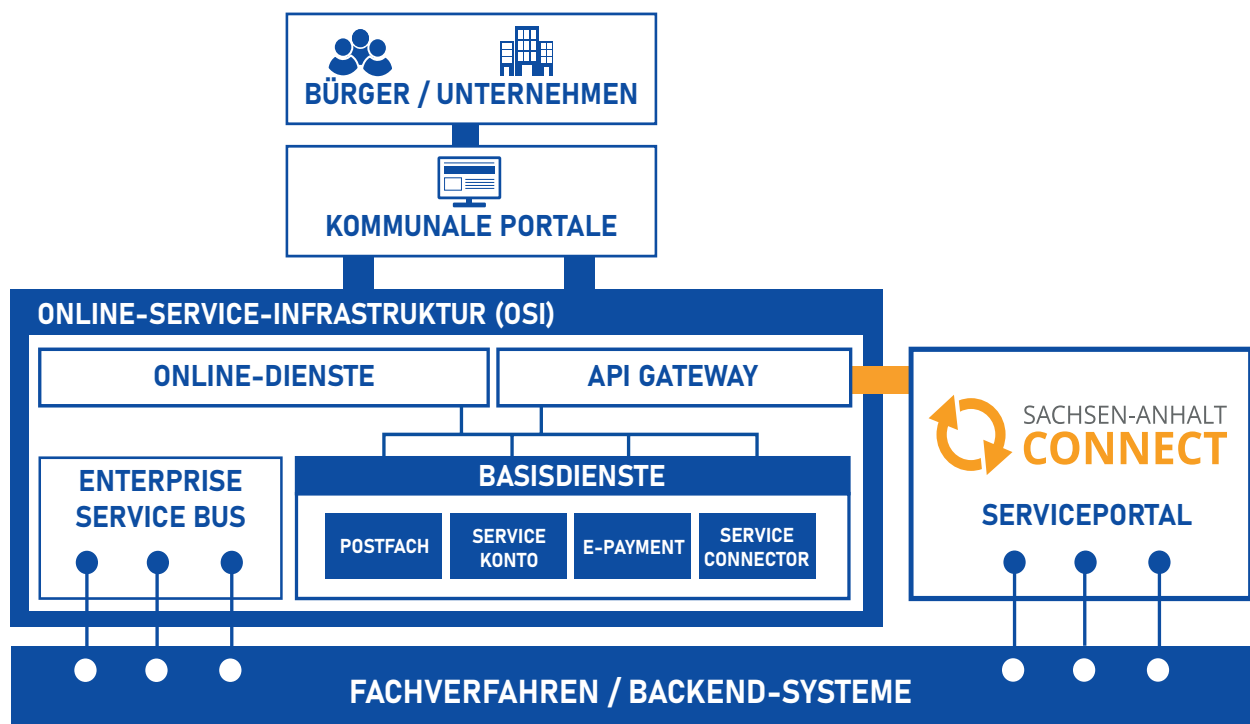 BÜRGER / UNTERNEHMEN
KOMMUNALE PORTALE
ONLINE-SERVICE-INFRASTRUKTUR (OSI)
ONLINE-DIENSTE
API GATEWAY
ENTERPRISE
SERVICE BUS
BASISDIENSTE
POSTFACH
SERVICE
KONTO
E-PAYMENT
SERVICE
CONNECTOR
SACHSEN-ANHALT
CONNECT
SERVICEPORTAL
FACHVERFAHREN / BACKEND-SYSTEME